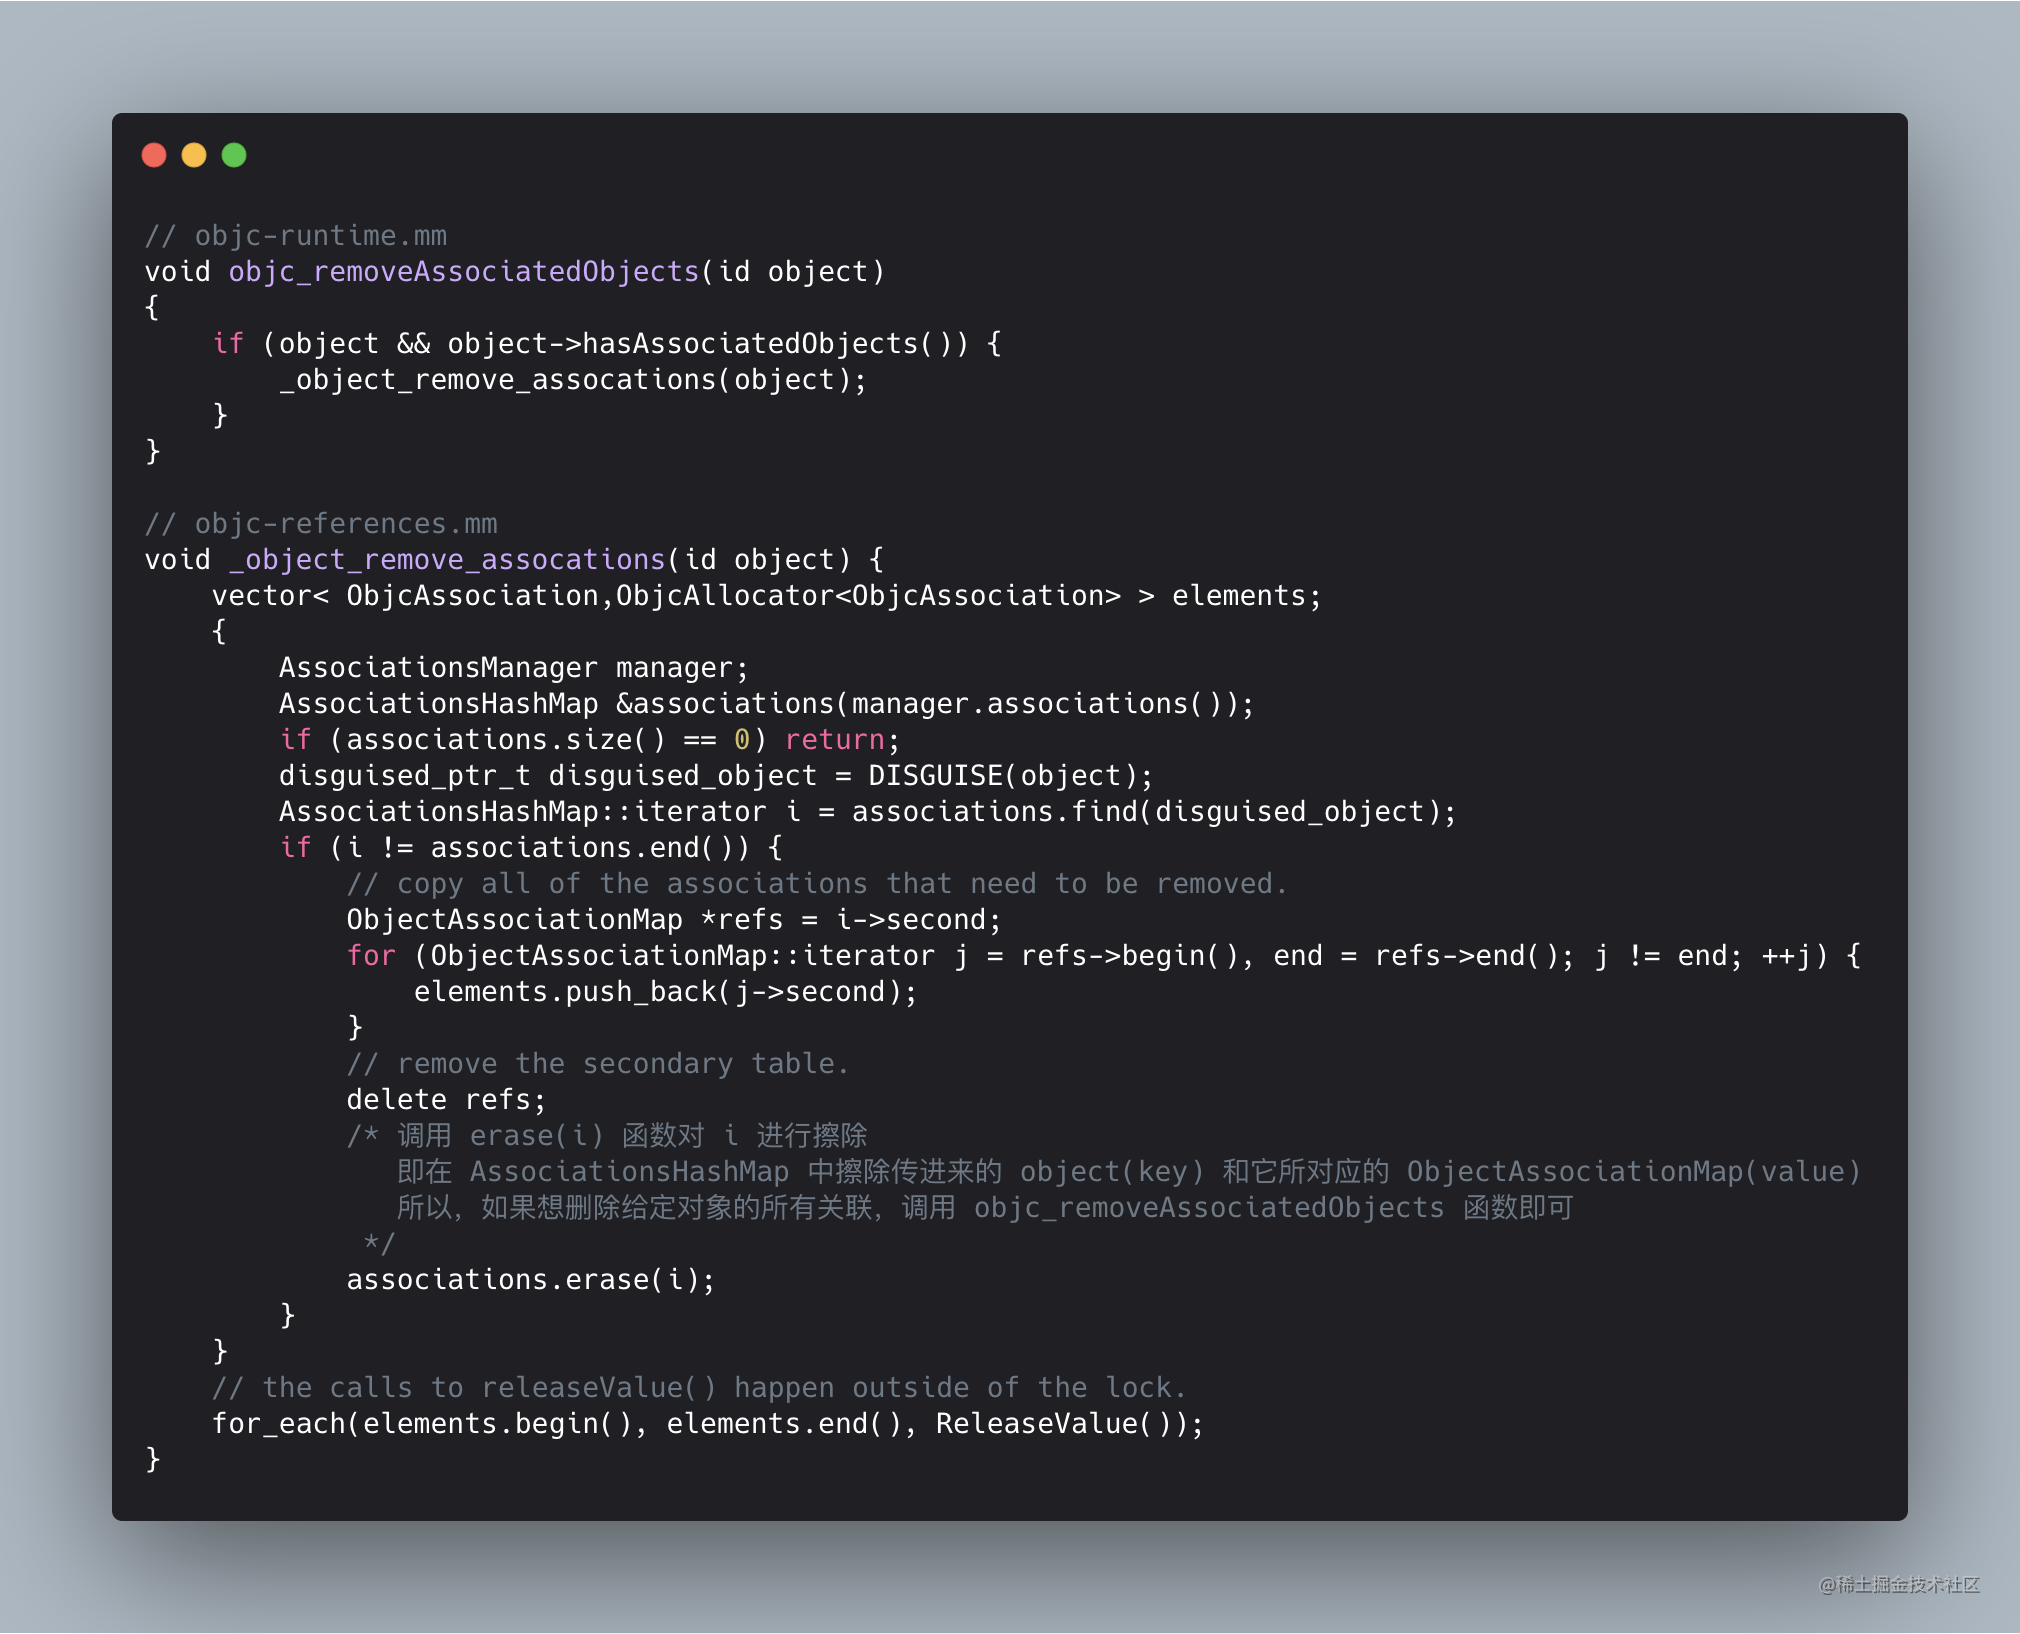 // objc-runtime.mm
void objc_removeAssociatedObjects(id object)
{
    if (object && object->hasAssociatedObjects()) {
        _object_remove_assocations(object);
    }
}

// objc-references.mm
void _object_remove_assocations(id object) {
    vector< ObjcAssociation,ObjcAllocator<ObjcAssociation> > elements;
    {
        AssociationsManager manager;
        AssociationsHashMap &associations(manager.associations());
        if (associations.size() == 0) return;
        disguised_ptr_t disguised_object = DISGUISE(object);
        AssociationsHashMap::iterator i = associations.find(disguised_object);
        if (i != associations.end()) {
            // copy all of the associations that need to be removed.
            ObjectAssociationMap *refs = i->second;
            for (ObjectAssociationMap::iterator j = refs->begin(), end = refs->end(); j != end; ++j) {
                elements.push_back(j->second);
            }
            // remove the secondary table.
            delete refs;
            /* 调用 erase(i) 函数对 i 进行擦除
               即在 AssociationsHashMap 中擦除传进来的 object(key) 和它所对应的 ObjectAssociationMap(value)
               所以，如果想删除给定对象的所有关联，调用 objc_removeAssociatedObjects 函数即可
             */
            associations.erase(i);
        }
    }
    // the calls to releaseValue() happen outside of the lock.
    for_each(elements.begin(), elements.end(), ReleaseValue());
}
@稀土掘金技术社区